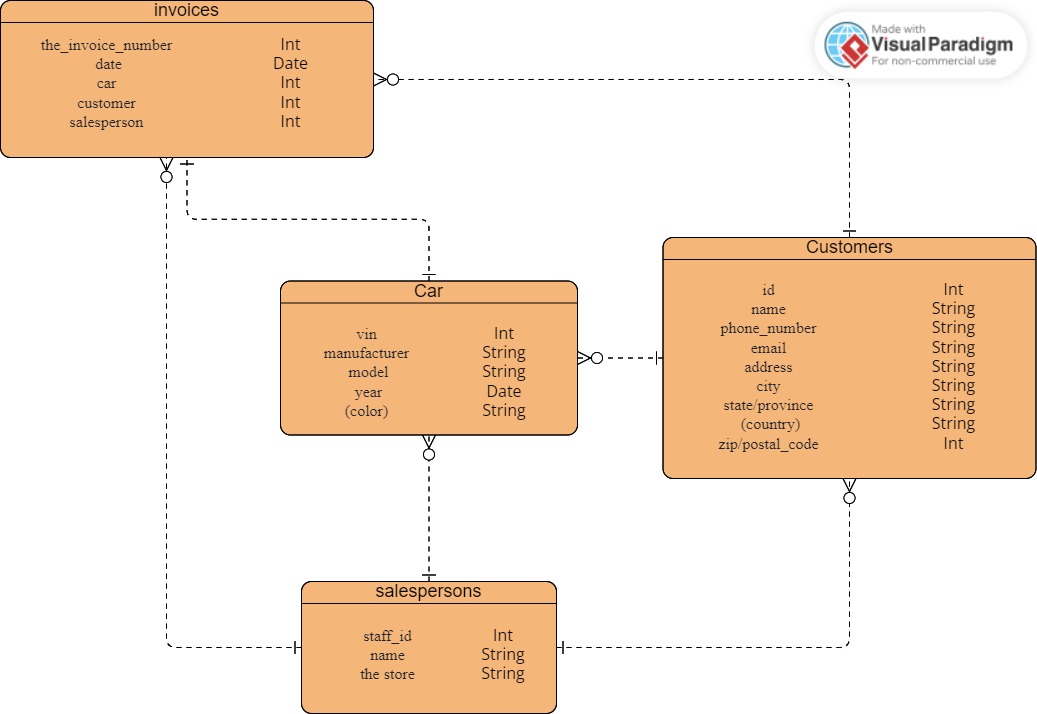 invoices
the_invoice_number Int
date Date
car Int
customer Int
salesperson Int
Made with
Visual Paradigm
For non-commercial use
Customers
id Int
name String
phone_number String
email String
address String
city String
state/province String
(country) String
zip/postal_code Int
Car
vin Int
manufacturer String
model String
year Date
(color) String
salespersons
staff_id Int
name String
the store String